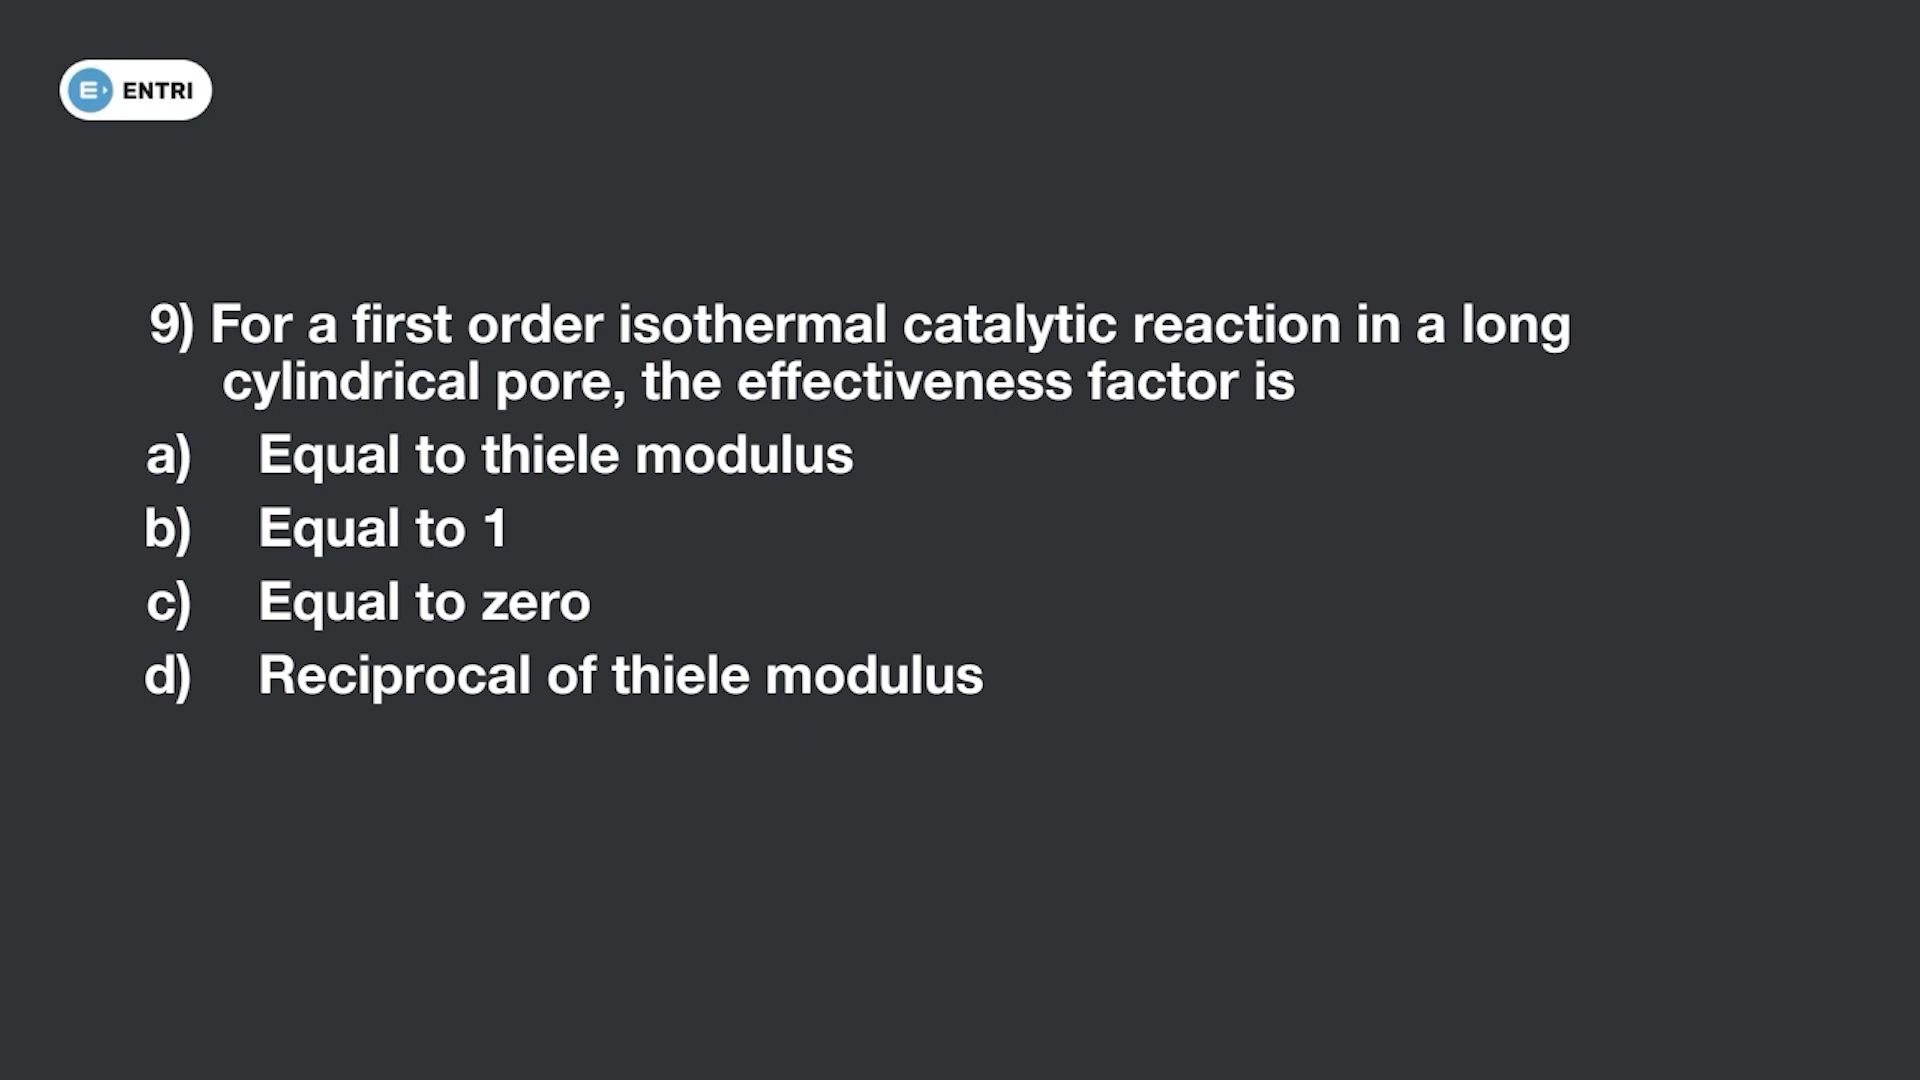 ENTRI
9) For a first order isothermal catalytic reaction in a long
cylindrical pore, the effectiveness factor is
a) Equal to thiele modulus
b) Equal to 1
c) Equal to zero
d) Reciprocal of thiele modulus